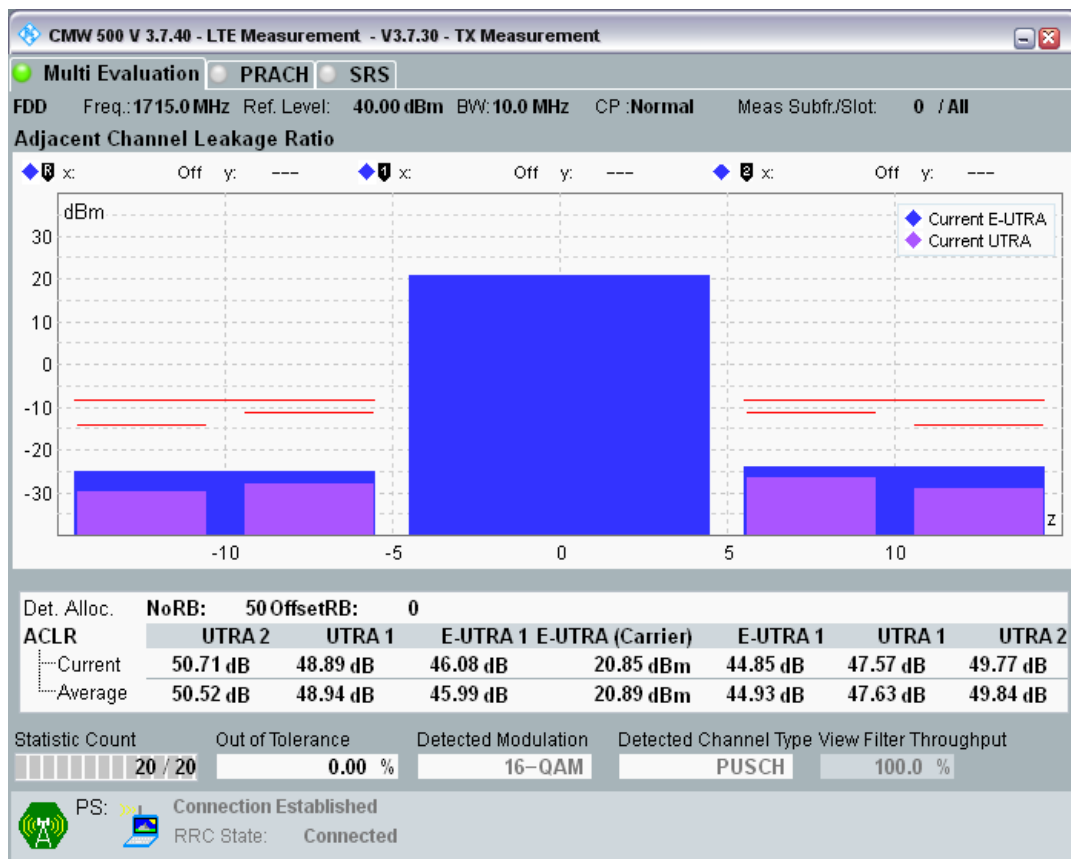 CMW 500 V 3.7.40 - LTE Measurement - V3.7.30 - TX Measurement
Multi Evaluation PRACH SRS
FDD Freq.: 1715.0 MHz Ref. Level: 40.00 dBm BW: 10.0 MHz CP :Normal Meas Subfr./Slot: 0 / All
Adjacent Channel Leakage Ratio
R x: Off y: --- 1 x: Off y: --- 2 x: Off y: ---
dBm
Current E-UTRA
Current UTRA
30
20
10
0
-10
-20
-30
z
-10 -5 0 5 10
Det. Alloc. NoRB: 50 OffsetRB: 0
ACLR UTRA 2 UTRA 1 E-UTRA 1 E-UTRA (Carrier) E-UTRA 1 UTRA 1 UTRA 2
Current 50.71 dB 48.89 dB 46.08 dB 20.85 dBm 44.85 dB 47.57 dB 49.77 dB
Average 50.52 dB 48.94 dB 45.99 dB 20.89 dBm 44.93 dB 47.63 dB 49.84 dB
Statistic Count Out of Tolerance Detected Modulation Detected Channel Type View Filter Throughput
20 / 20 0.00 % 16-QAM PUSCH 100.0 %
PS: Connection Established
RRC State: Connected